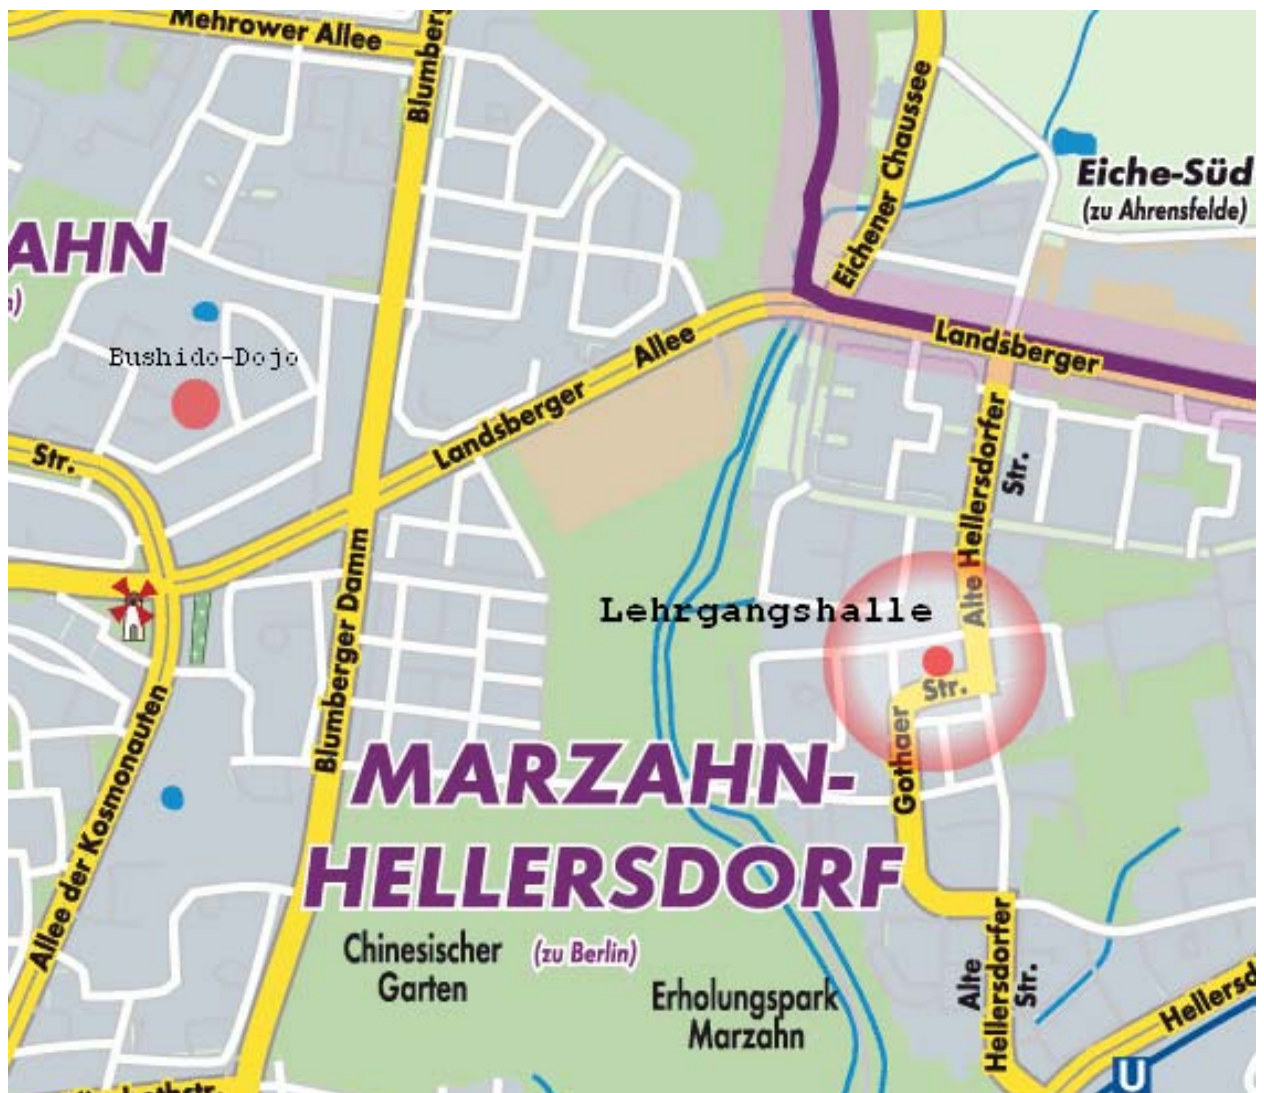 Mehrower Allee
Blumberg
Eichener Chaussee
Eiche-Süd
(zu Ahrensfelde)
AHN
n)
Bushido-Dojo
Landsberger
Landsberger Allee
Str.
Alte Hellersdorfer
Str.
Lehrgangshalle
Blumberger Damm
Str.
Gothaer
Allee der Kosmonauten
MARZAHN-
HELLERSDORF
Chinesischer
Garten
(zu Berlin)
Erholungspark
Marzahn
Alte
Hellersdorfer
Str.
Hellersd
U